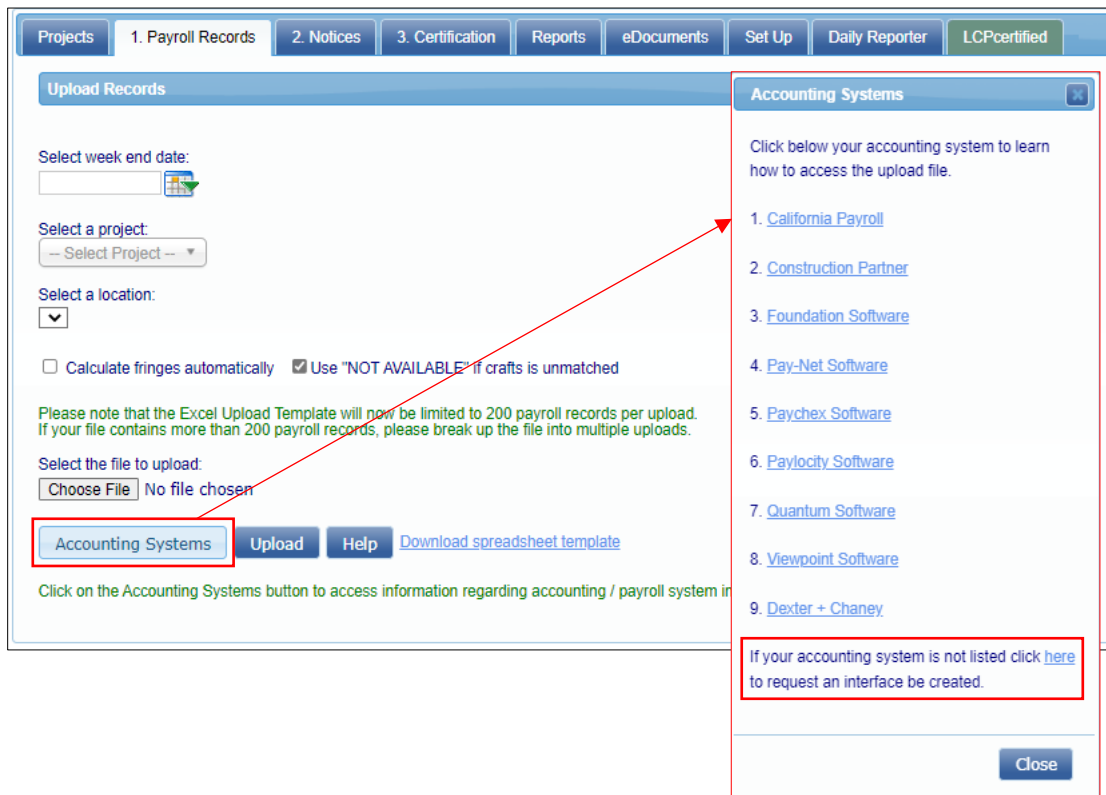 Projects 1. Payroll Records 2. Notices 3. Certification Reports eDocuments Set Up Daily Reporter LCPcertified
Upload Records
Select week end date:
Select a project:
-- Select Project --
Select a location:
Calculate fringes automatically Use "NOT AVAILABLE" if crafts is unmatched
Please note that the Excel Upload Template will now be limited to 200 payroll records per upload.
If your file contains more than 200 payroll records, please break up the file into multiple uploads.
Select the file to upload:
Choose File No file chosen
Accounting Systems Upload Help Download spreadsheet template
Click on the Accounting Systems button to access information regarding accounting / payroll system in
Accounting Systems
Click below your accounting system to learn
how to access the upload file.
1. California Payroll
2. Construction Partner
3. Foundation Software
4. Pay-Net Software
5. Paychex Software
6. Paylocity Software
7. Quantum Software
8. Viewpoint Software
9. Dexter + Chaney
If your accounting system is not listed click here
to request an interface be created.
Close